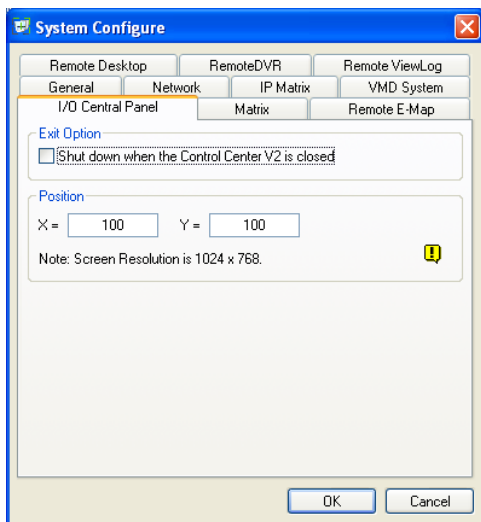 System Configure
Remote Desktop RemoteDVR Remote ViewLog
General Network IP Matrix VMD System
I/O Central Panel Matrix Remote E-Map
Exit Option
Shut down when the Control Center V2 is closed
Position
X = 100 Y = 100
Note: Screen Resolution is 1024 x 768.
OK Cancel